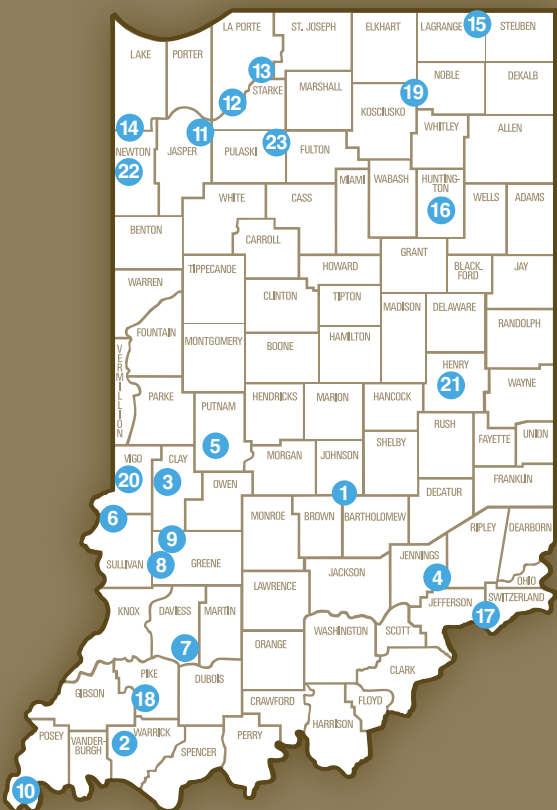 LA PORTE
ST. JOSEPH
ELKHART
LAGRANGE
15
STEUBEN
LAKE
PORTER
13
STARKE
MARSHALL
NOBLE
DEKALB
12
19
KOSCIUSKO
14
11
NEWTON
22
JASPER
PULASKI
23
FULTON
WHITLEY
ALLEN
MIAMI
WABASH
HUNTING-
TON
16
WHITE
CASS
WELLS
ADAMS
BENTON
CARROLL
GRANT
TIPPECANOE
HOWARD
BLACK-
FORD
JAY
WARREN
CLINTON
TIPTON
MADISON
DELAWARE
RANDOLPH
FOUNTAIN
VERMILLION
MONTGOMERY
BOONE
HAMILTON
HENRY
21
WAYNE
PARKE
PUTNAM
HENDRICKS
MARION
HANCOCK
5
RUSH
FAYETTE
UNION
VIGO
20
CLAY
3
MORGAN
JOHNSON
SHELBY
OWEN
1
FRANKLIN
6
DECATUR
MONROE
BROWN
BARTHOLOMEW
9
8
GREENE
SULLIVAN
RIPLEY
DEARBORN
JENNINGS
4
JACKSON
OHIO
LAWRENCE
JEFFERSON
SWITZERLAND
17
KNOX
DAVIESS
MARTIN
7
ORANGE
WASHINGTON
SCOTT
CLARK
PIKE
18
DUBOIS
GIBSON
CRAWFORD
FLOYD
HARRISON
POSEY
VANDER-
BURGH
2
WARRICK
SPENCER
PERRY
10